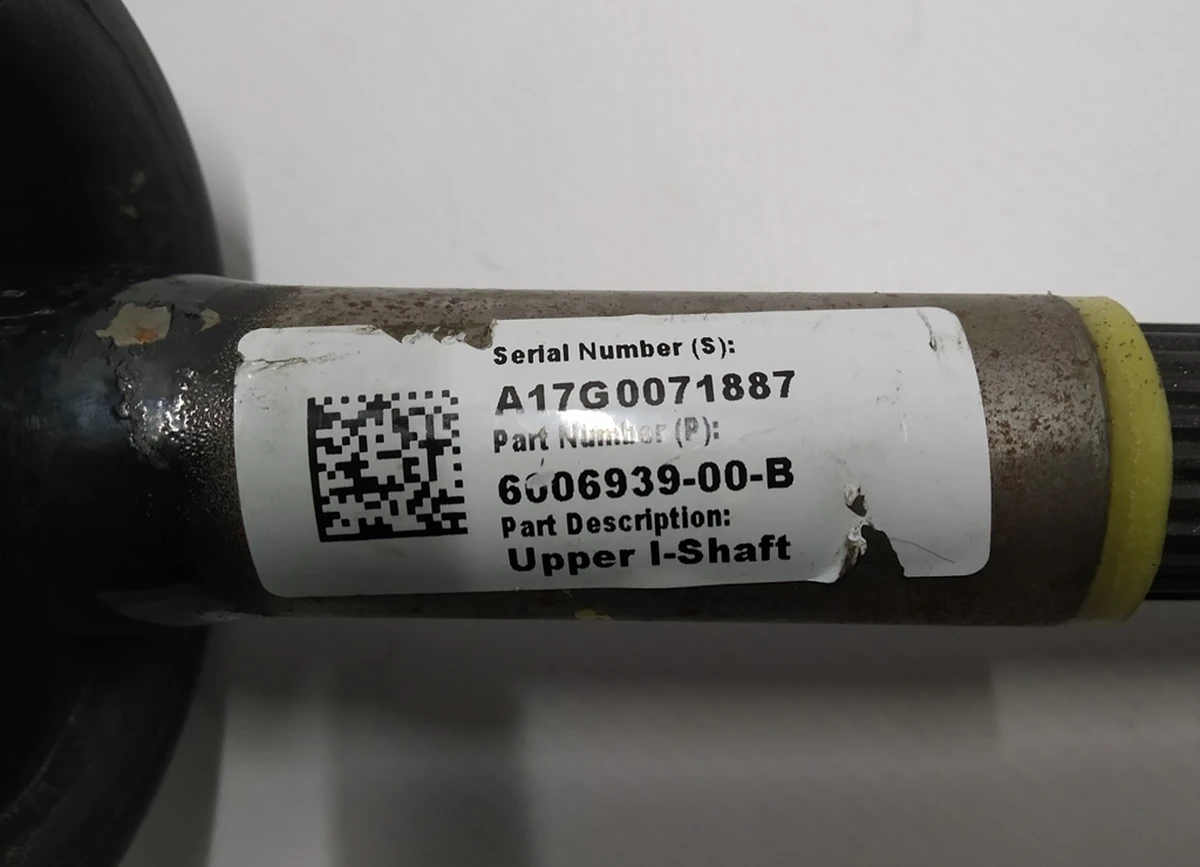 Serial Number (S):
A17G0071887
Part Number (P):
6006939-00-B
Part Description:
Upper I-Shaft